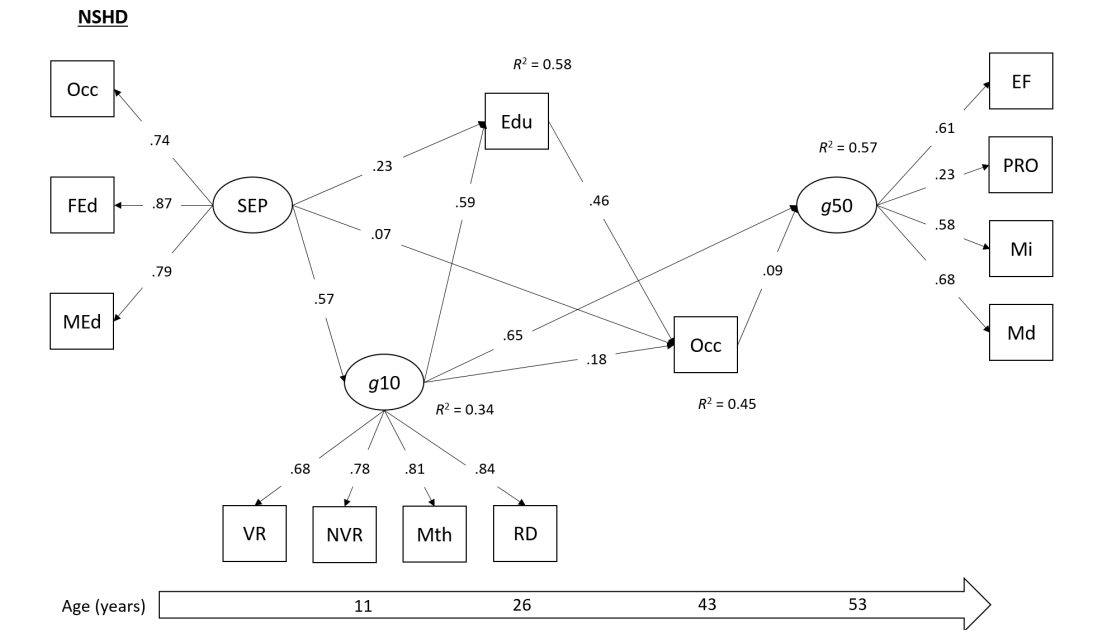 NSHD
R² = 0.58
Occ
EF
Edu
.74
.61
R² = 0.57
.23
.23
PRO
FEd
.87
SEP
.59
.46
g50
.07
.58
Mi
.79
.57
.09
.68
MEd
.65
Occ
Md
.18
g10
R² = 0.34
R² = 0.45
.68
.78
.81
.84
VR
NVR
Mth
RD
Age (years)
11
26
43
53